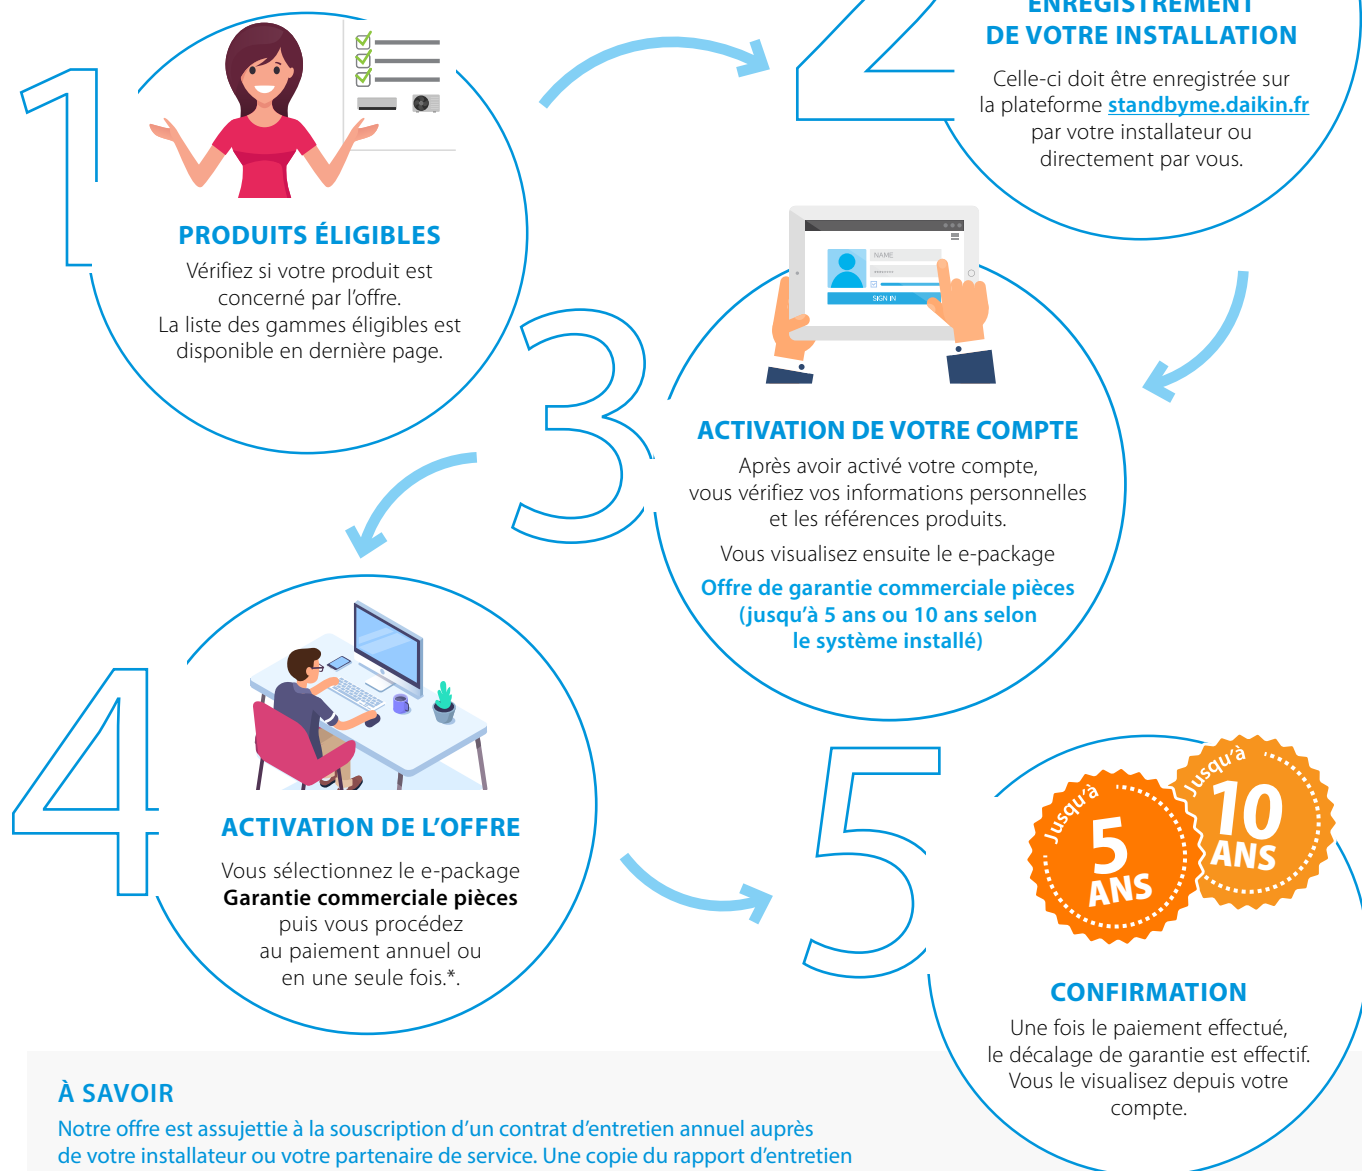 1
PRODUITS ÉLIGIBLES
Vérifiez si votre produit est
concerné par l'offre.
La liste des gammes éligibles est
disponible en dernière page.
2
ENREGISTREMENT
DE VOTRE INSTALLATION
Celle-ci doit être enregistrée sur
la plateforme standbyme.daikin.fr
par votre installateur ou
directement par vous.
3
NAME
SIGN IN
ACTIVATION DE VOTRE COMPTE
Après avoir activé votre compte,
vous vérifiez vos informations personnelles
et les références produits.
Vous visualisez ensuite le e-package
Offre de garantie commerciale pièces
(jusqu'à 5 ans ou 10 ans selon
le système installé)
4
ACTIVATION DE L'OFFRE
Vous sélectionnez le e-package
Garantie commerciale pièces
puis vous procédez
au paiement annuel ou
en une seule fois.*.
5
Jusqu'à
5
ANS
Jusqu'à
10
ANS
CONFIRMATION
Une fois le paiement effectué,
le décalage de garantie est effectif.
Vous le visualisez depuis votre
compte.
À SAVOIR
Notre offre est assujettie à la souscription d'un contrat d'entretien annuel auprès
de votre installateur ou votre partenaire de service. Une copie du rapport d'entretien